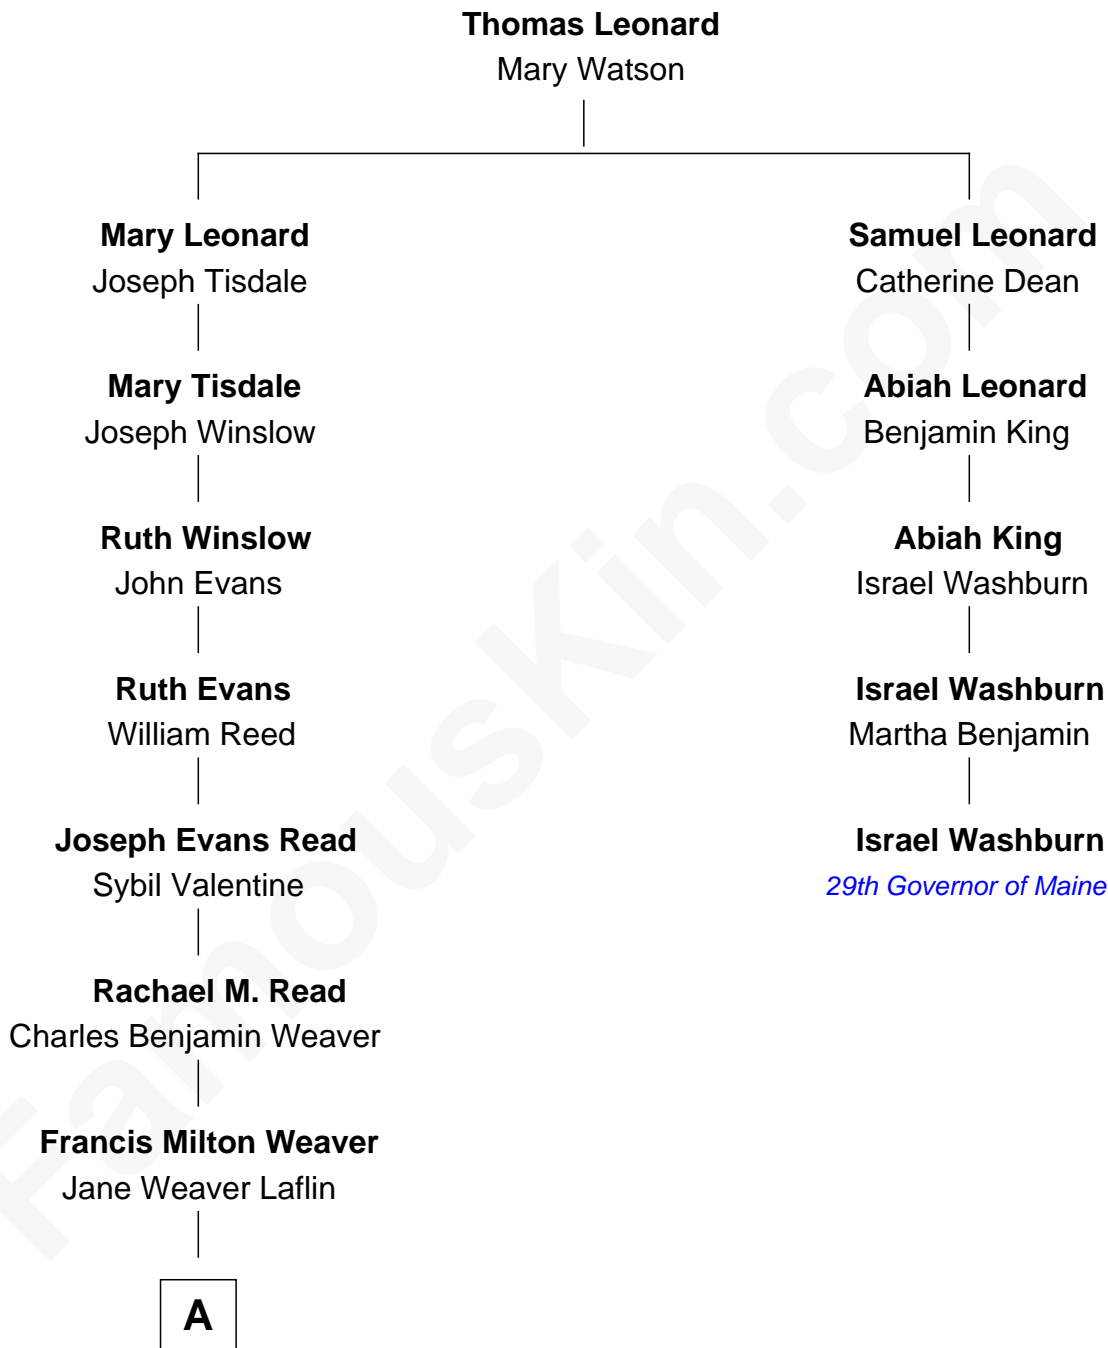 Thomas Leonard
Mary Watson
Mary Leonard
Joseph Tisdale
Mary Tisdale
Joseph Winslow
Ruth Winslow
John Evans
Ruth Evans
William Reed
Joseph Evans Read
Sybil Valentine
Rachael M. Read
Charles Benjamin Weaver
Francis Milton Weaver
Jane Weaver Laflin
A
Samuel Leonard
Catherine Dean
Abiah Leonard
Benjamin King
Abiah King
Israel Washburn
Israel Washburn
Martha Benjamin
Israel Washburn
29th Governor of Maine
FamousKin.com